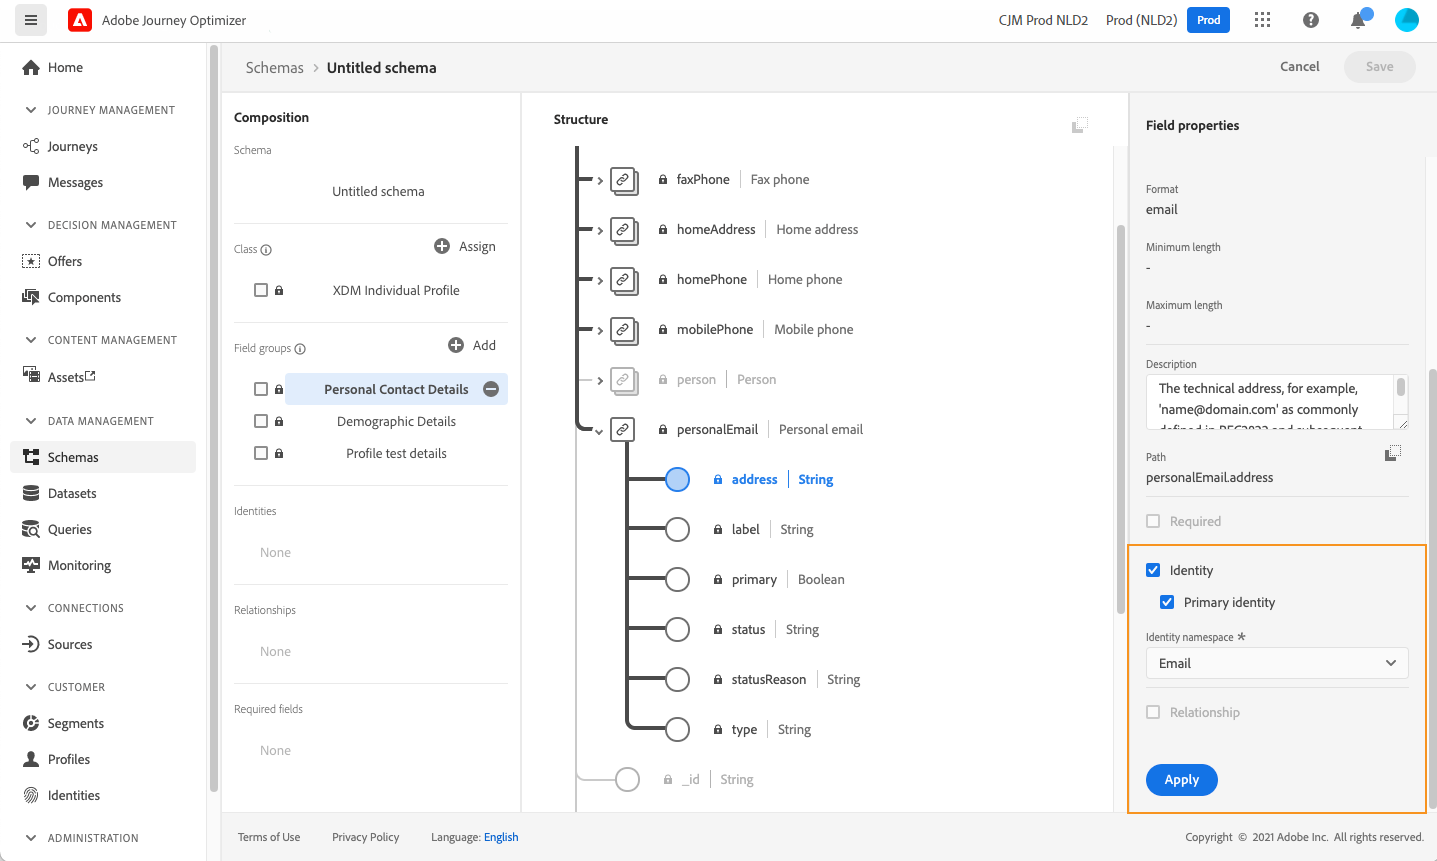 Adobe Journey Optimizer
CJM Prod NLD2
Prod (NLD2)
Prod
Home
JOURNEY MANAGEMENT
Journeys
Messages
DECISION MANAGEMENT
Offers
Components
CONTENT MANAGEMENT
Assets
DATA MANAGEMENT
Schemas
Datasets
Queries
Monitoring
CONNECTIONS
Sources
CUSTOMER
Segments
Profiles
Identities
ADMINISTRATION
Schemas > Untitled schema
Cancel
Save
Composition
Schema
Untitled schema
Class
Assign
XDM Individual Profile
Field groups
Add
Personal Contact Details
Demographic Details
Profile test details
Identities
None
Relationships
None
Required fields
None
Structure
faxPhone | Fax phone
homeAddress | Home address
homePhone | Home phone
mobilePhone | Mobile phone
person | Person
personalEmail | Personal email
address | String
label | String
primary | Boolean
status | String
statusReason | String
type | String
_id | String
Field properties
Format
email
Minimum length
-
Maximum length
-
Description
The technical address, for example,
'name@domain.com' as commonly
defined in RFC2822 and subsequent
Path
personalEmail.address
Required
Identity
Primary identity
Identity namespace *
Email
Relationship
Apply
Terms of Use
Privacy Policy
Language: English
Copyright © 2021 Adobe Inc. All rights reserved.